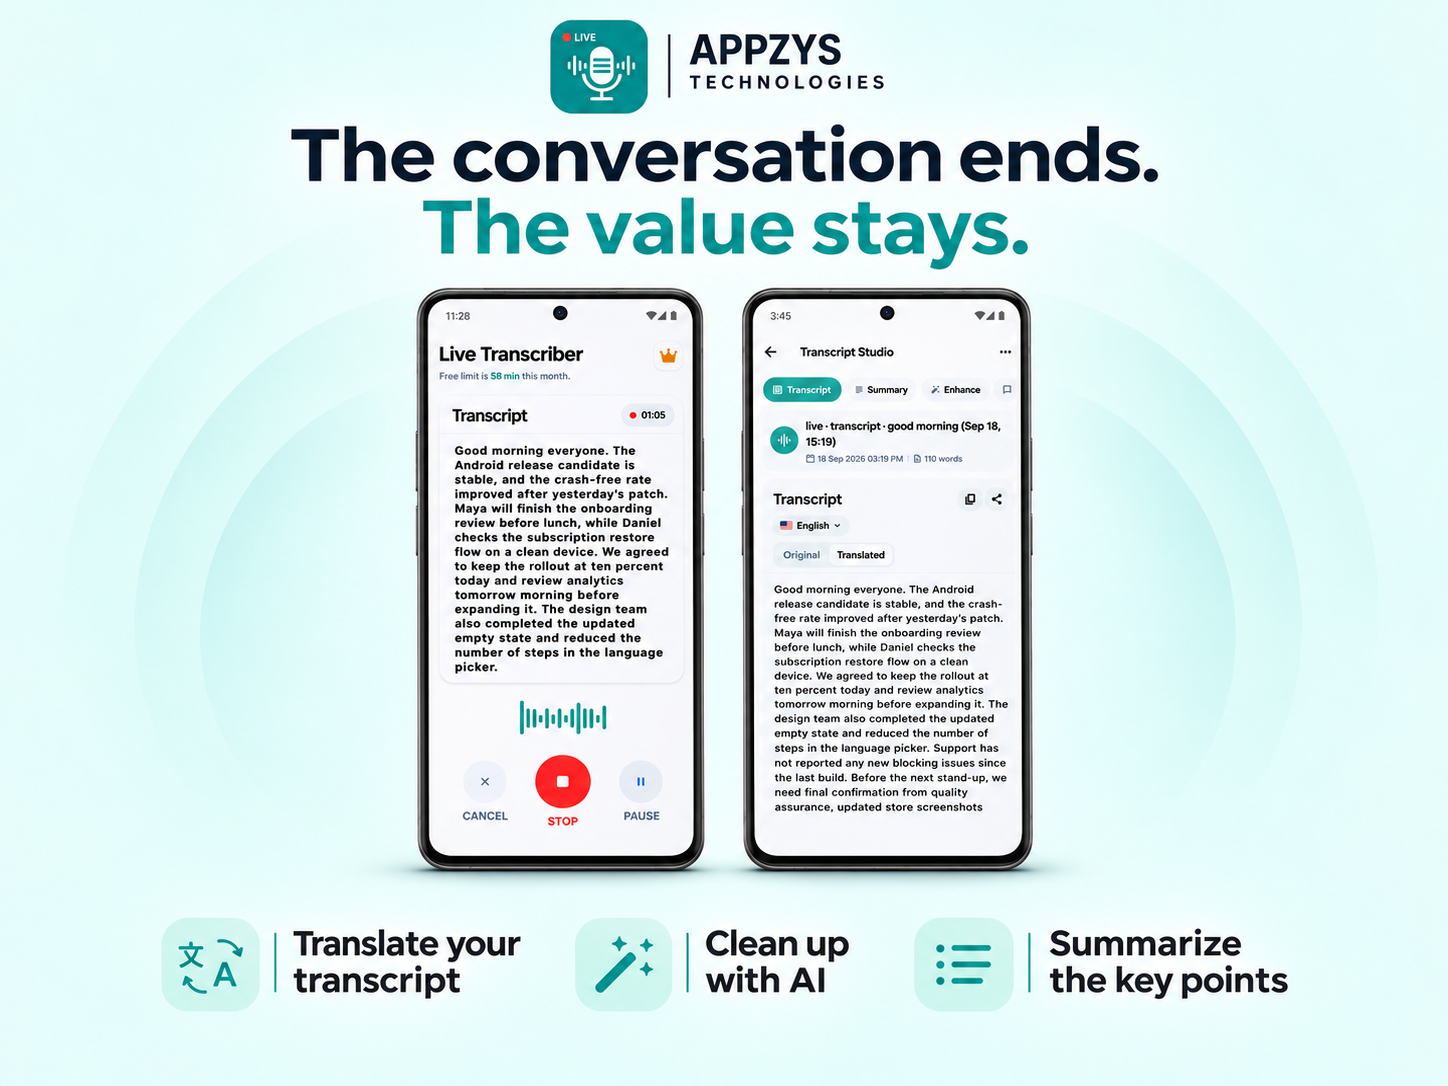 LIVE
APPZYS
TECHNOLOGIES
The conversation ends.
The value stays.
11:28
Live Transcriber
Free limit is 58 min this month.
Transcript
01:05
Good morning everyone. The
Android release candidate is
stable, and the crash-free rate
improved after yesterday's patch.
Maya will finish the onboarding
review before lunch, while Daniel
checks the subscription restore
flow on a clean device. We agreed
to keep the rollout at ten percent
today and review analytics
tomorrow morning before
expanding it. The design team
also completed the updated
empty state and reduced the
number of steps in the language
picker.
CANCEL
STOP
PAUSE
3:45
Transcript Studio
Transcript
Summary
Enhance
live · transcript · good morning (Sep 18,
15:19)
18 Sep 2026 03:19 PM
110 words
Transcript
English
Original
Translated
Good morning everyone. The Android
release candidate is stable, and the crash-
free rate improved after yesterday's patch.
Maya will finish the onboarding review
before lunch, while Daniel checks the
subscription restore flow on a clean
device. We agreed to keep the rollout at
ten percent today and review analytics
tomorrow morning before expanding it. The
design team also completed the updated
empty state and reduced the number of
steps in the language picker. Support has
not reported any new blocking issues since
the last build. Before the next stand-up, we
need final confirmation from quality
assurance, updated store screenshots
文
A
Translate your
transcript
Clean up
with AI
Summarize
the key points